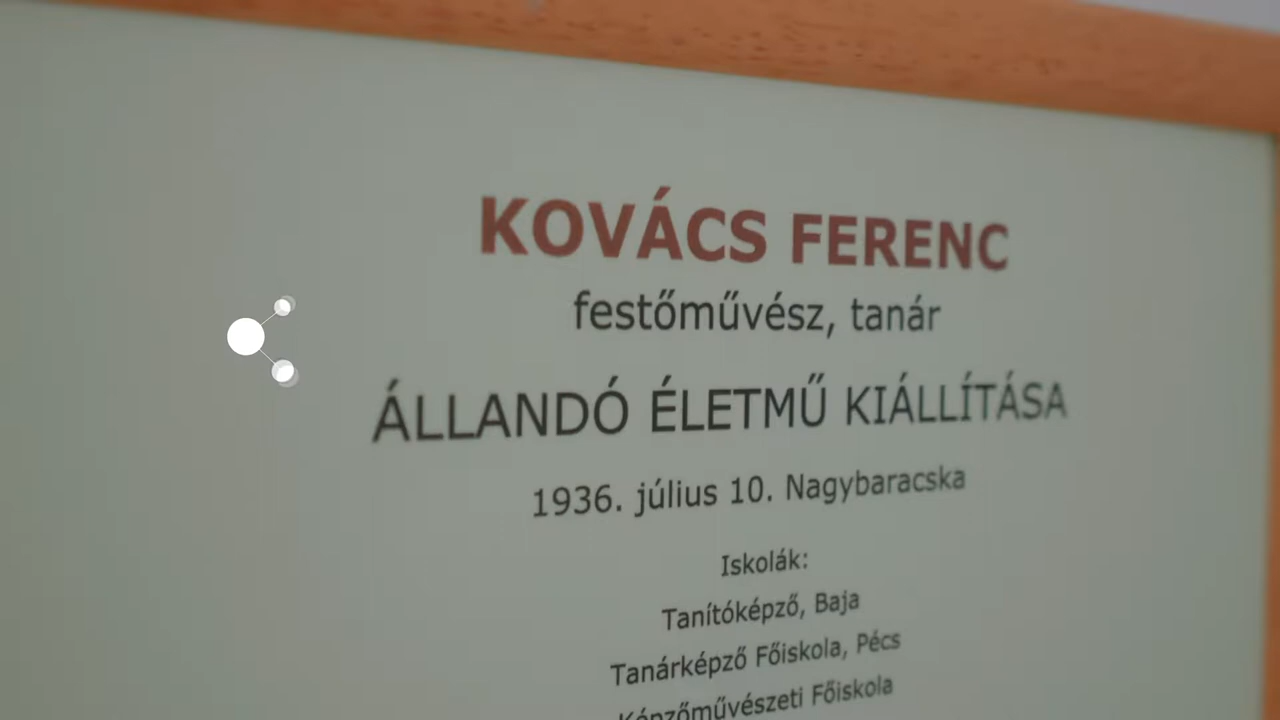 KOVÁCS FERENC
festőművész, tanár
ÁLLANDÓ ÉLETMŰ KIÁLLÍTÁSA
1936. július 10. Nagybaracska
Iskolák:
Tanítóképző, Baja
Tanárképző Főiskola, Pécs
Képzőművészeti Főiskola